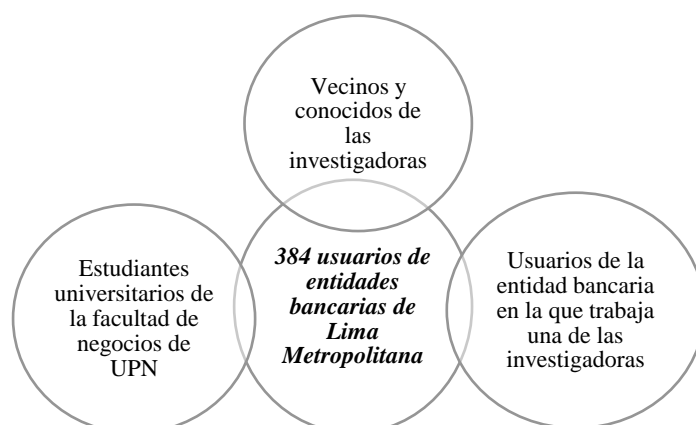 Vecinos y
conocidos de
las
investigadoras
Estudiantes
universitarios de
la facultad de
negocios de
UPN
384 usuarios de
entidades
bancarias de
Lima
Metropolitana
Usuarios de la
entidad bancaria
en la que trabaja
una de las
investigadoras